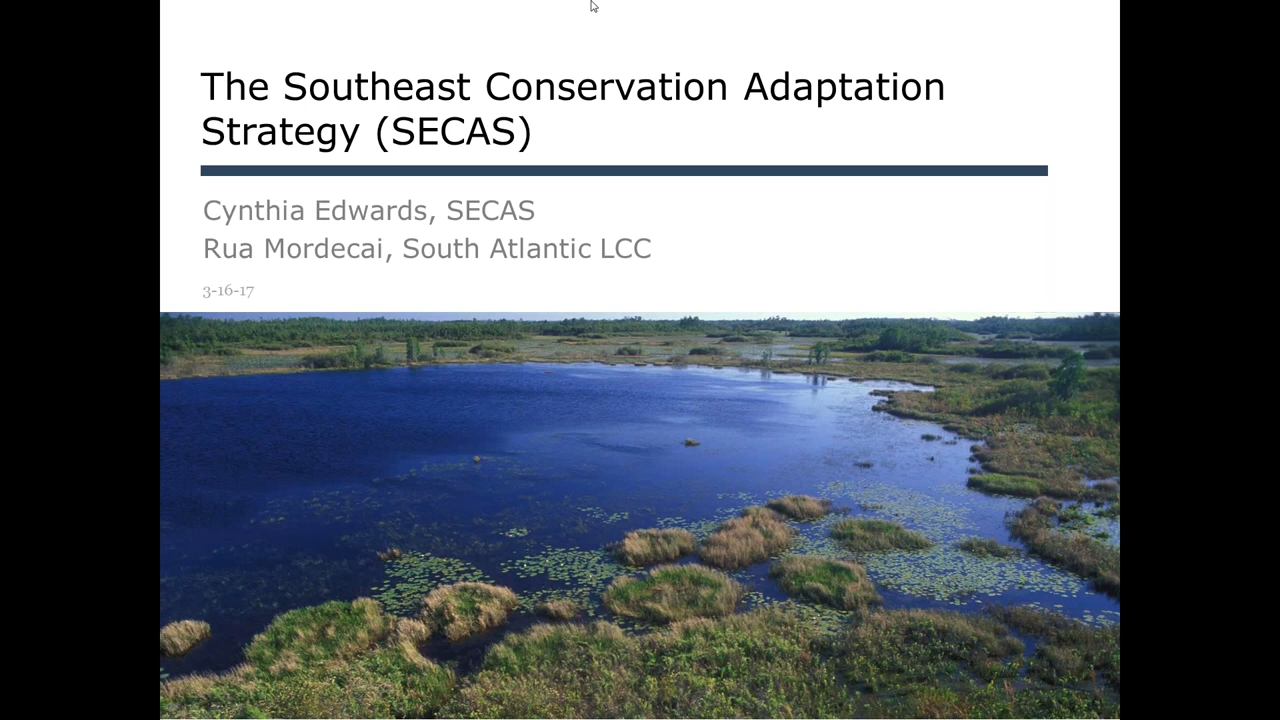 The Southeast Conservation Adaptation
Strategy (SECAS)
Cynthia Edwards, SECAS
Rua Mordecai, South Atlantic LCC
3-16-17